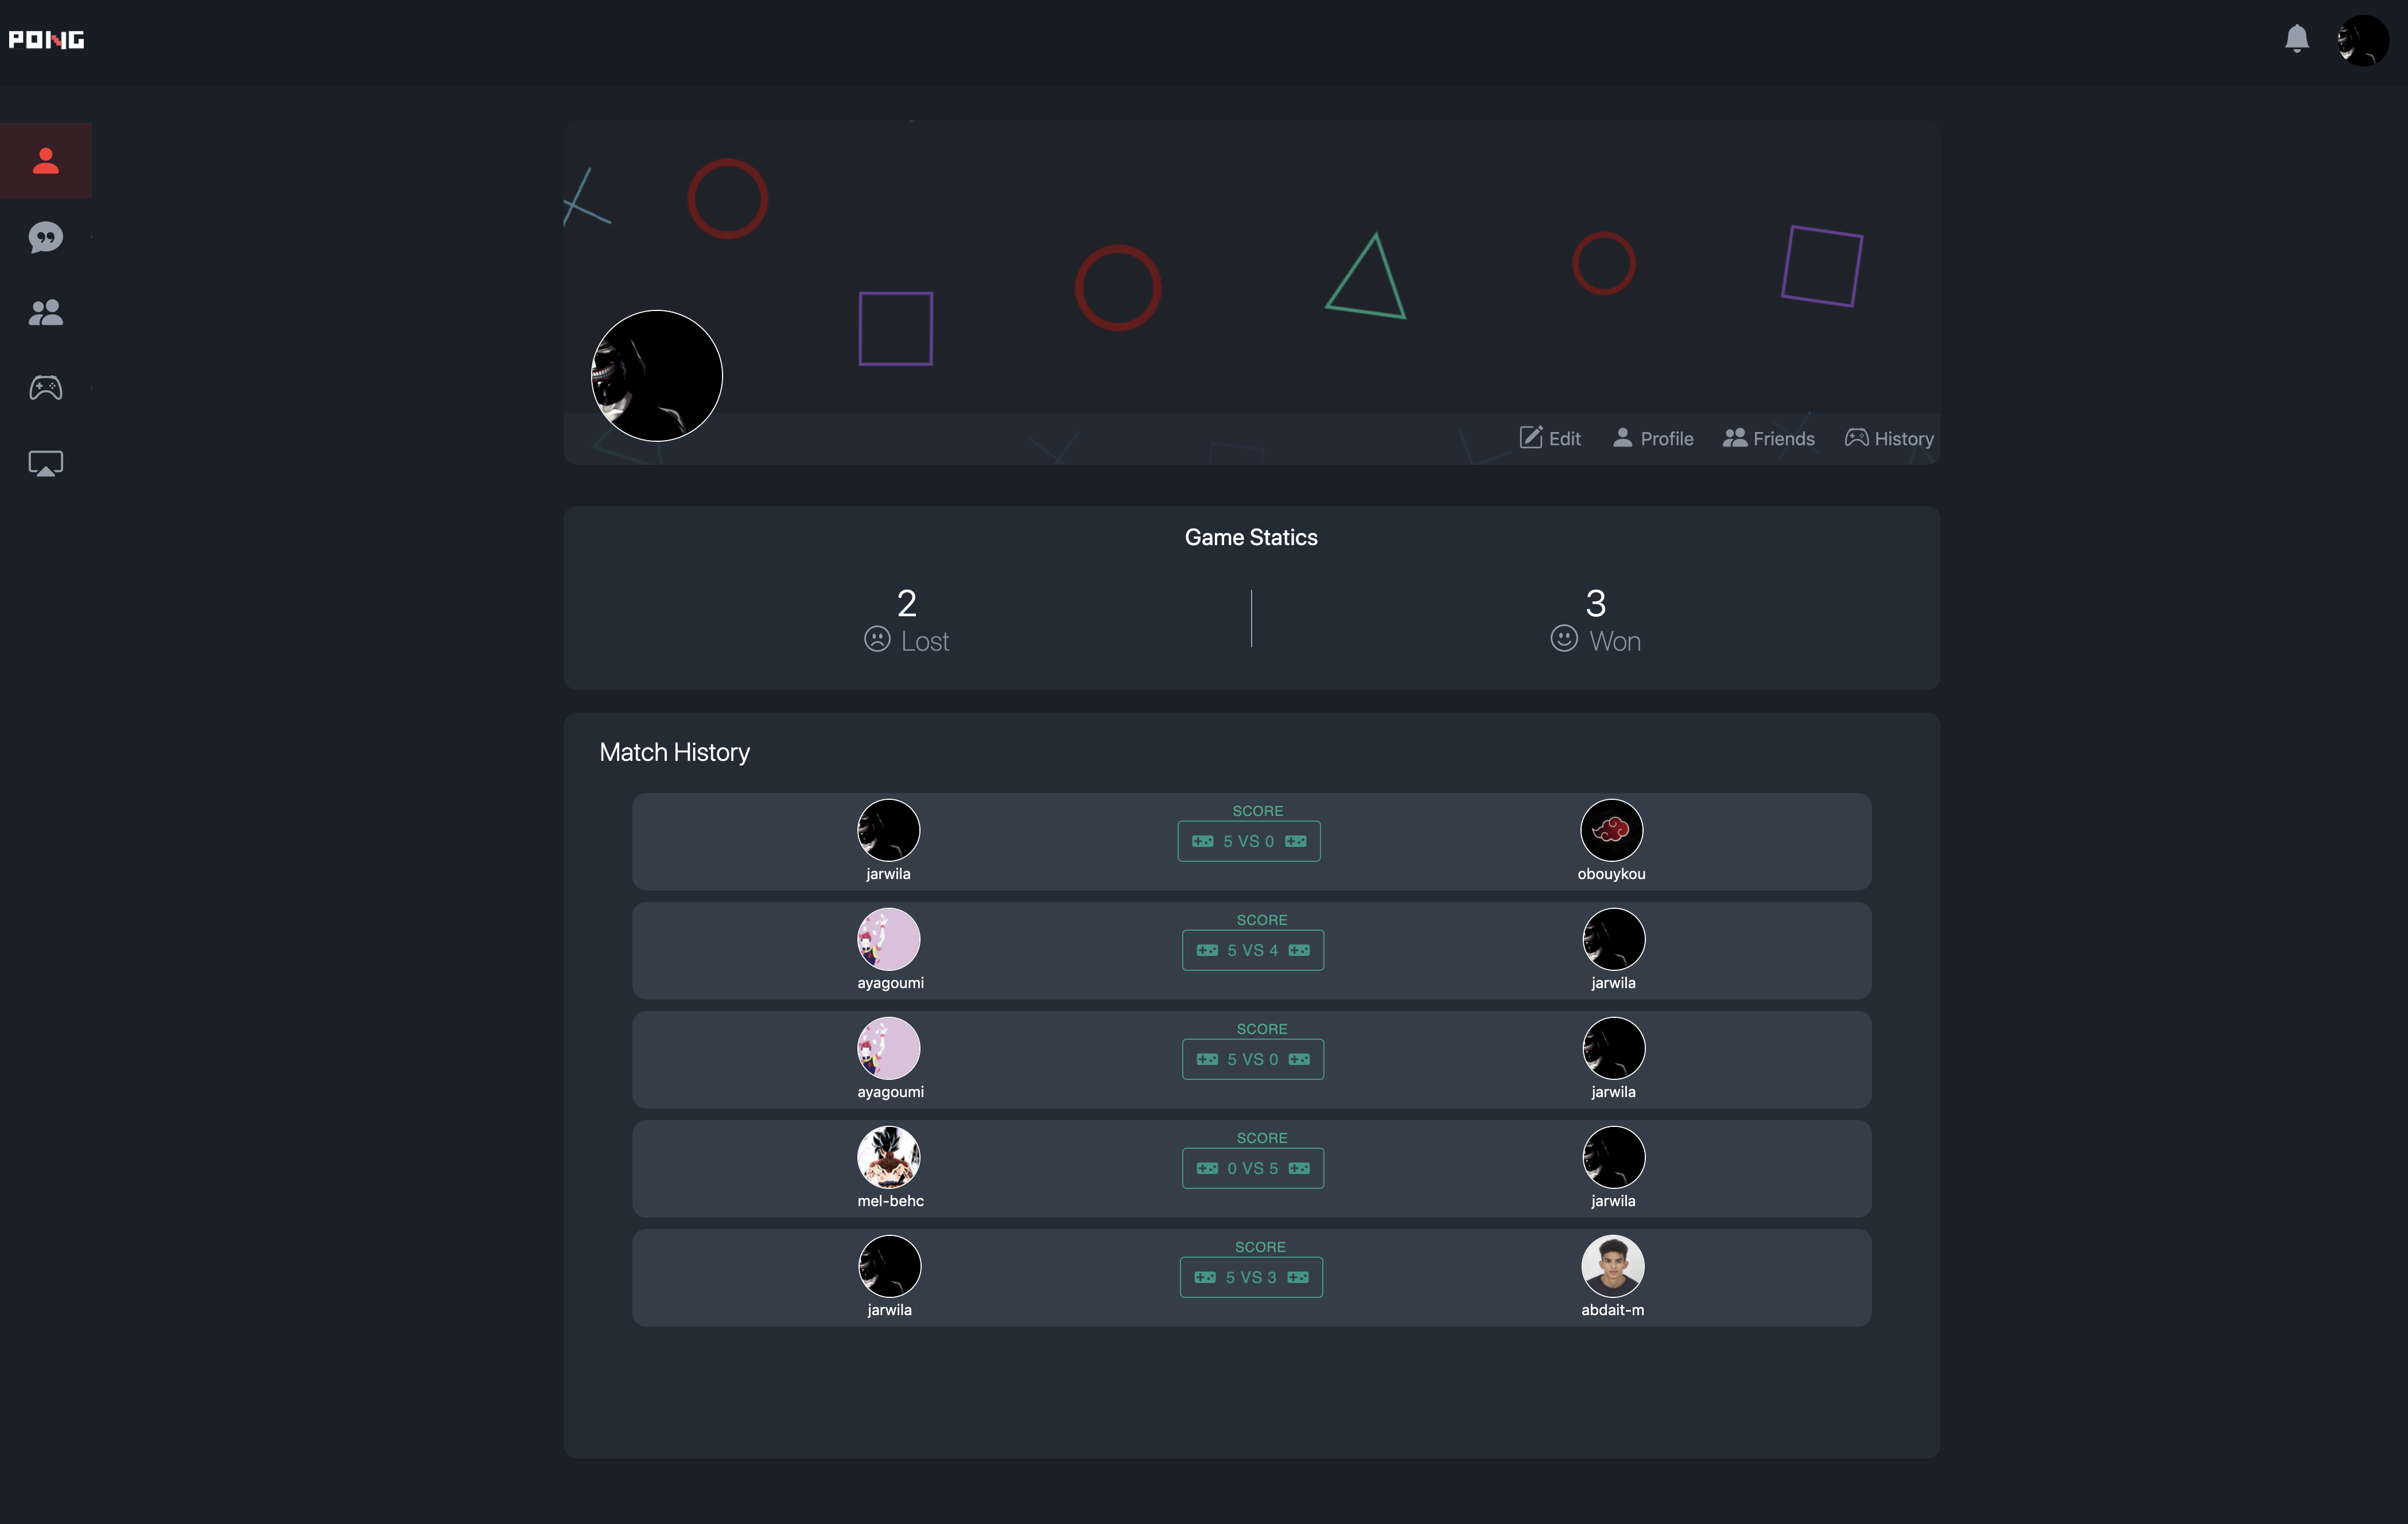 PONG
Edit Profile Friends History
Game Statics
2
Lost
3
Won
Match History
SCORE
5 VS 0
jarwila
obouykou
SCORE
5 VS 4
ayagoumi
jarwila
SCORE
5 VS 0
ayagoumi
jarwila
SCORE
0 VS 5
mel-behc
jarwila
SCORE
5 VS 3
jarwila
abdait-m